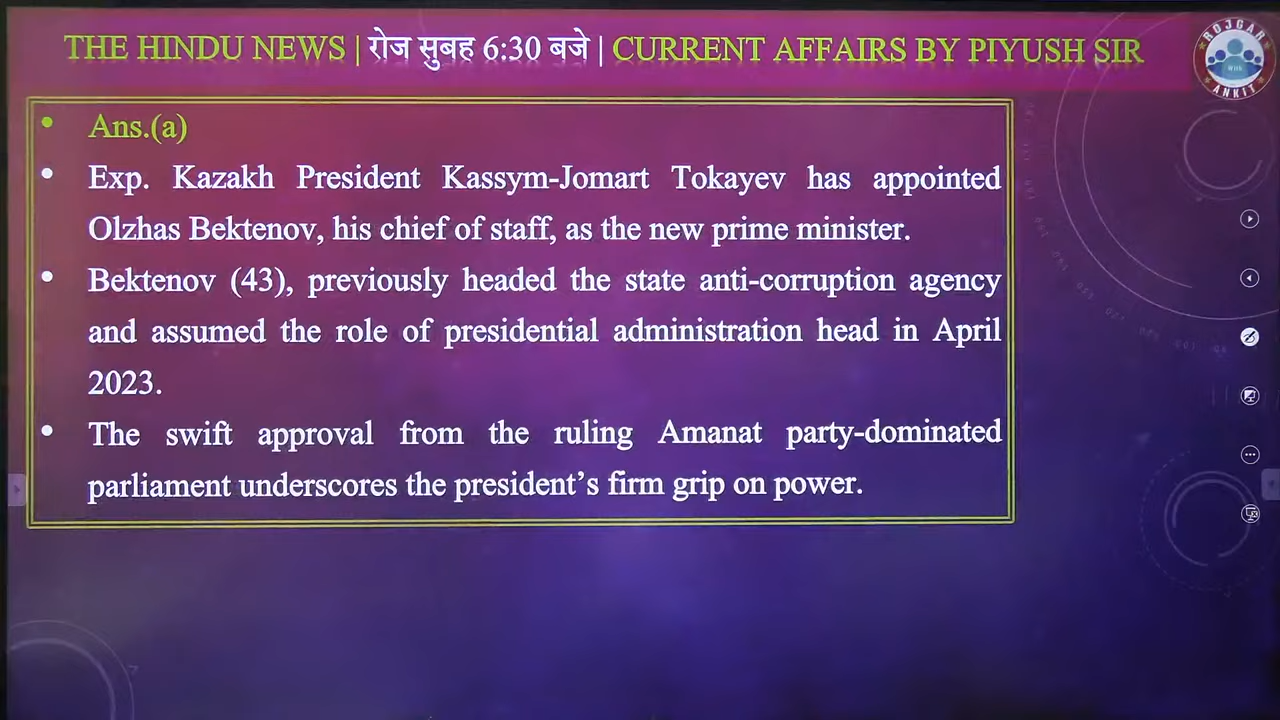 THE HINDU NEWS | रोज सुबह 6:30 बजे | CURRENT AFFAIRS BY PIYUSH SIR
ROJGAR
ANKIT
• Ans.(a)
• Exp. Kazakh President Kassym-Jomart Tokayev has appointed
Olzhas Bektenov, his chief of staff, as the new prime minister.
• Bektenov (43), previously headed the state anti-corruption agency
and assumed the role of presidential administration head in April
2023.
• The swift approval from the ruling Amanat party-dominated
parliament underscores the president’s firm grip on power.